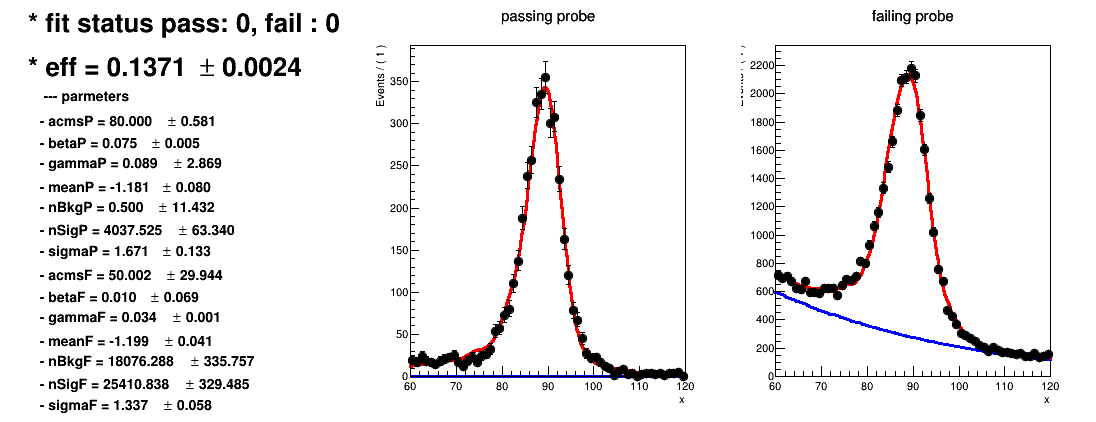 * fit status pass: 0, fail : 0
* eff = 0.1371 ± 0.0024
--- parmeters
- acmsP = 80.000 ± 0.581
- betaP = 0.075 ± 0.005
- gammaP = 0.089 ± 2.869
- meanP = -1.181 ± 0.080
- nBkgP = 0.500 ± 11.432
- nSigP = 4037.525 ± 63.340
- sigmaP = 1.671 ± 0.133
- acmsF = 50.002 ± 29.944
- betaF = 0.010 ± 0.069
- gammaF = 0.034 ± 0.001
- meanF = -1.199 ± 0.041
- nBkgF = 18076.288 ± 335.757
- nSigF = 25410.838 ± 329.485
- sigmaF = 1.337 ± 0.058
passing probe
Events / ( 1 )
350
300
250
200
150
100
50
0
60 70 80 90 100 110 120
x
failing probe
2200
2000
1800
1600
1400
1200
1000
800
600
400
200
0
60 70 80 90 100 110 120
x